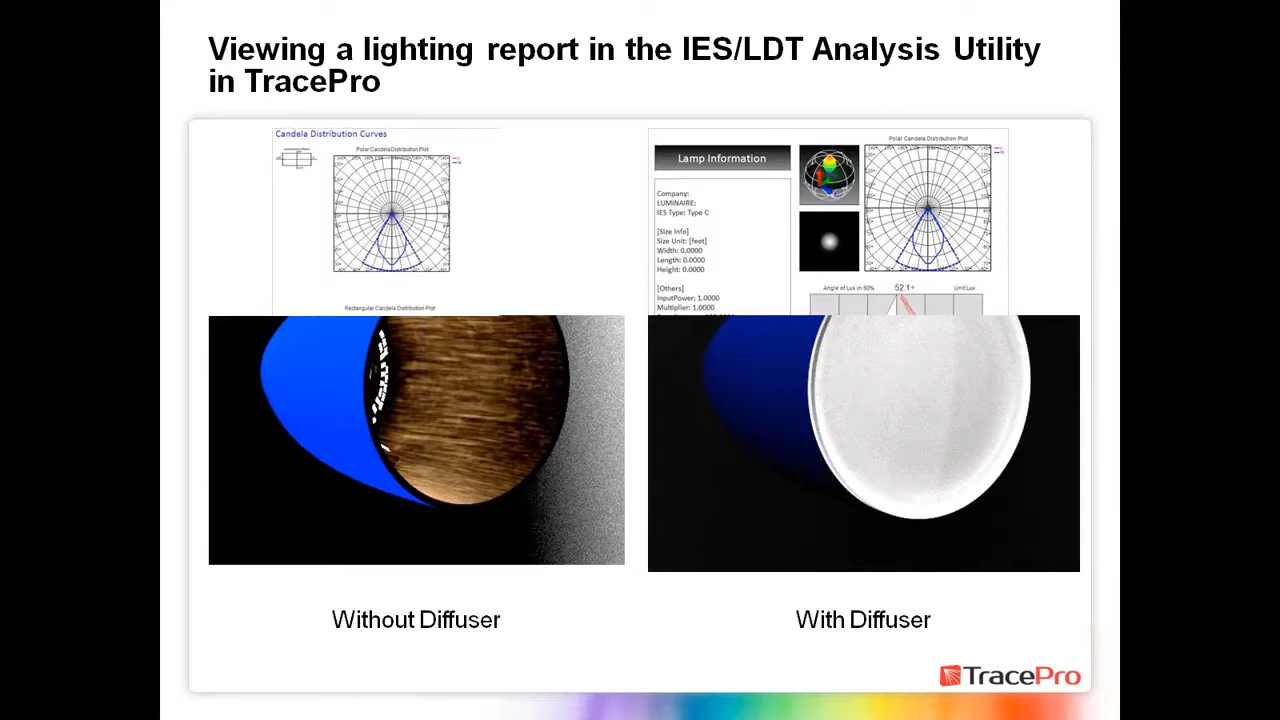 Viewing a lighting report in the IES/LDT Analysis Utility
in TracePro
Candela Distribution Curves
Polar Candela Distribution Plot
Rectangular Candela Distribution Plot
Lamp Information
Company:
LUMINAIRE:
IES Type: Type C
[Size Info]
Size Unit: [feet]
Width: 0.0000
Length: 0.0000
Height: 0.0000
[Others]
InputPower: 1.0000
Multiplier: 1.0000
Polar Candela Distribution Plot
Angle of Lux in 50% 52.1° Unit:Lux
Without Diffuser
With Diffuser
TracePro